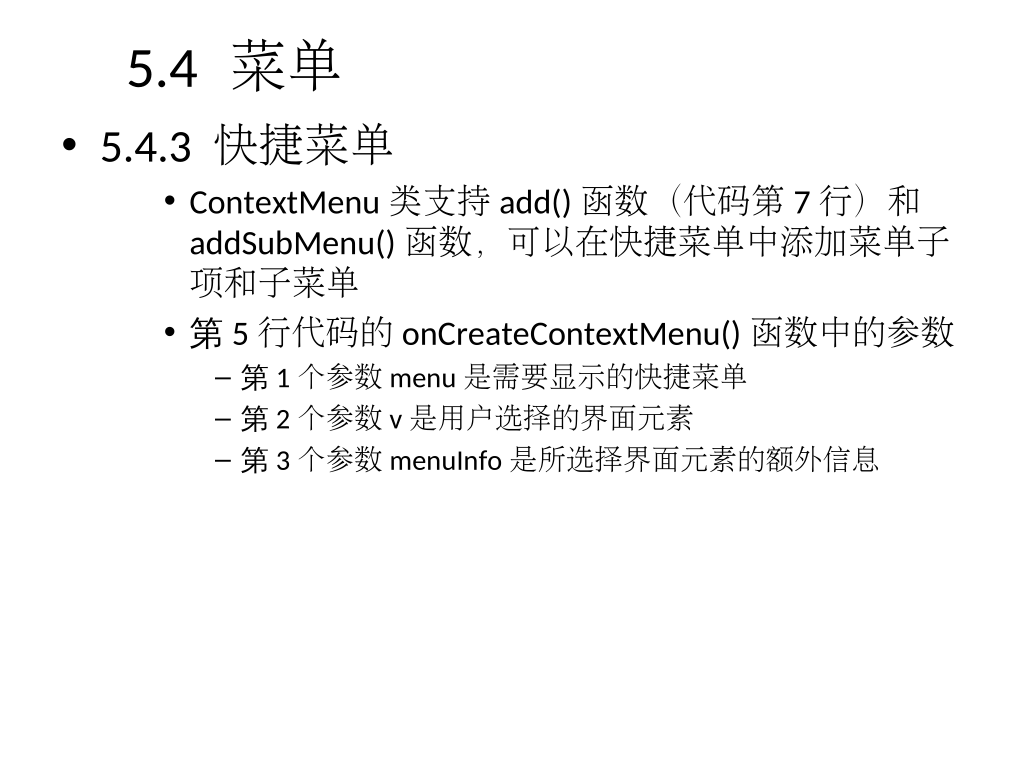 5.4 菜单
• 5.4.3 快捷菜单
• ContextMenu 类支持 add() 函数（代码第 7 行）和
addSubMenu() 函数，可以在快捷菜单中添加菜单子
项和子菜单
• 第 5 行代码的 onCreateContextMenu() 函数中的参数
– 第 1 个参数 menu 是需要显示的快捷菜单
– 第 2 个参数 v 是用户选择的界面元素
– 第 3 个参数 menuInfo 是所选择界面元素的额外信息